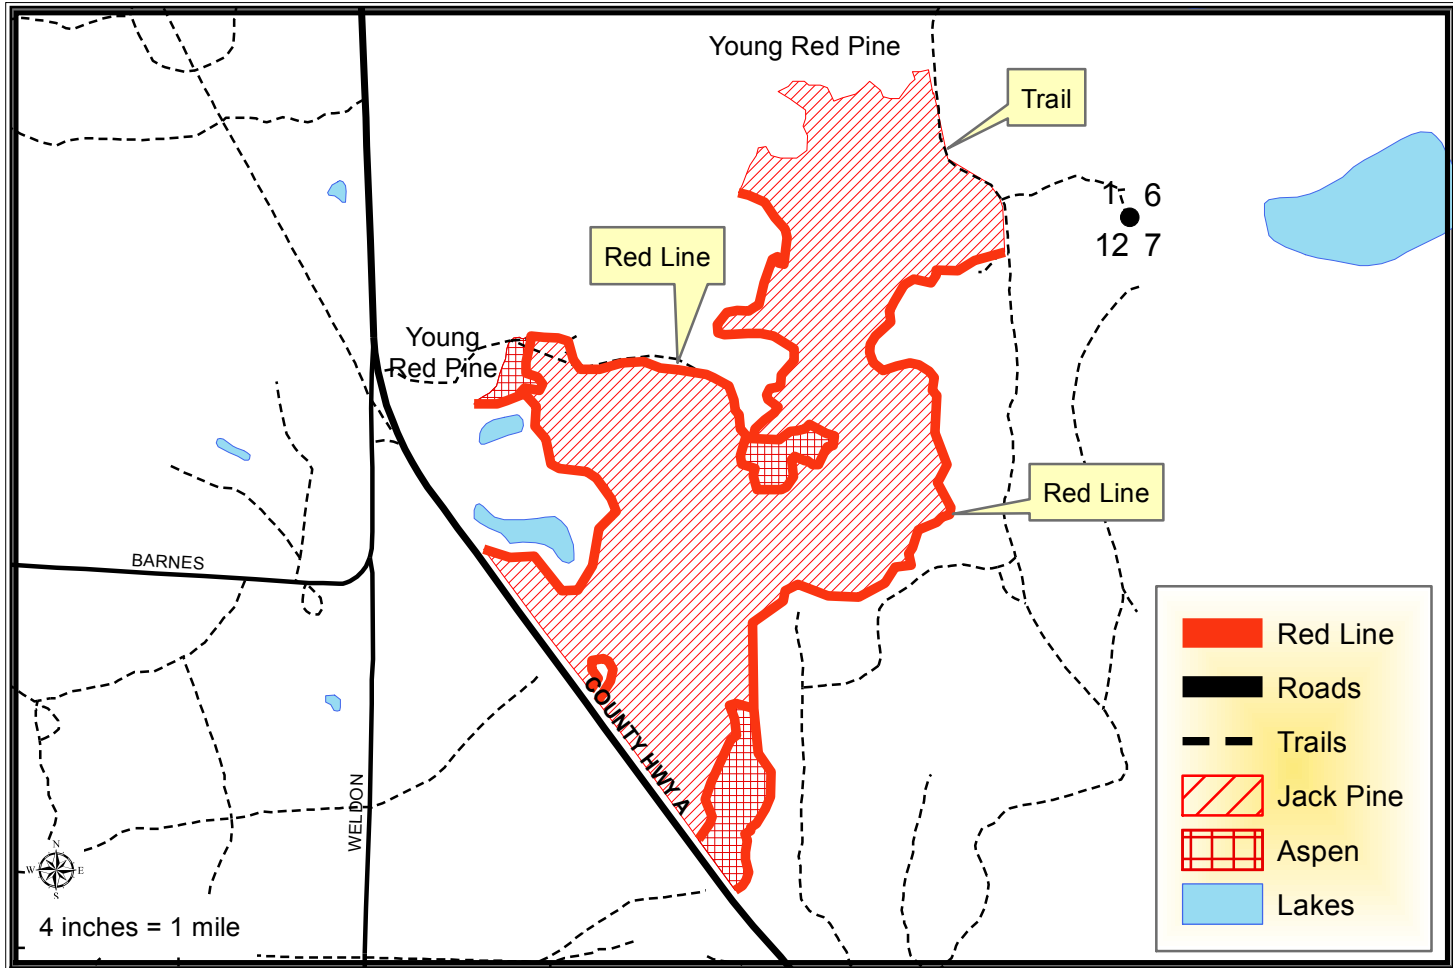 Young Red Pine
Trail
1 6
12 7
Red Line
Young
Red Pine
Red Line
BARNES
COUNTY HWY A
WELDON
Red Line
Roads
Trails
Jack Pine
Aspen
Lakes
N
W E
S
4 inches = 1 mile